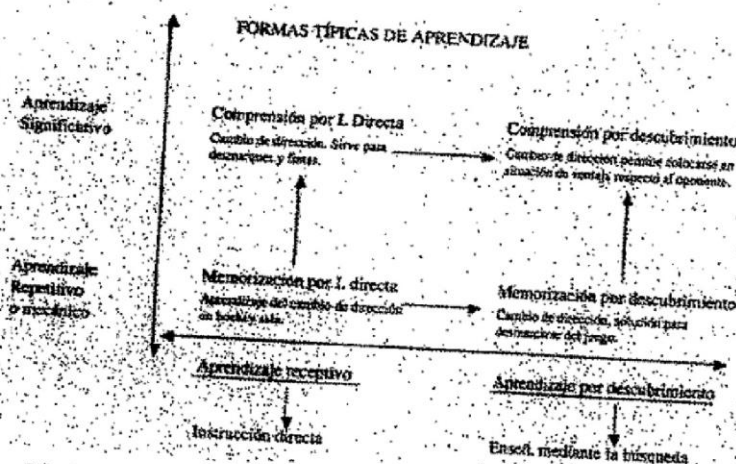 FORMAS TÍPICAS DE APRENDIZAJE
Aprendizaje
Significativo
Comprensión por I. Directa
Cambio de dirección. Sirve para
desmarques y fintas.
Comprensión por descubrimiento
Cambio de dirección permite colocarse en
situación de ventaja respecto al oponente.
Aprendizaje
Repetitivo
o mecánico
Memorización por I. directa
Aprendizaje del cambio de dirección
en hockey sala.
Memorización por descubrimiento
Cambio de dirección, solución para
del juego.
Aprendizaje receptivo
Aprendizaje por descubrimiento
Instrucción directa
Enseñ. mediante la búsqueda